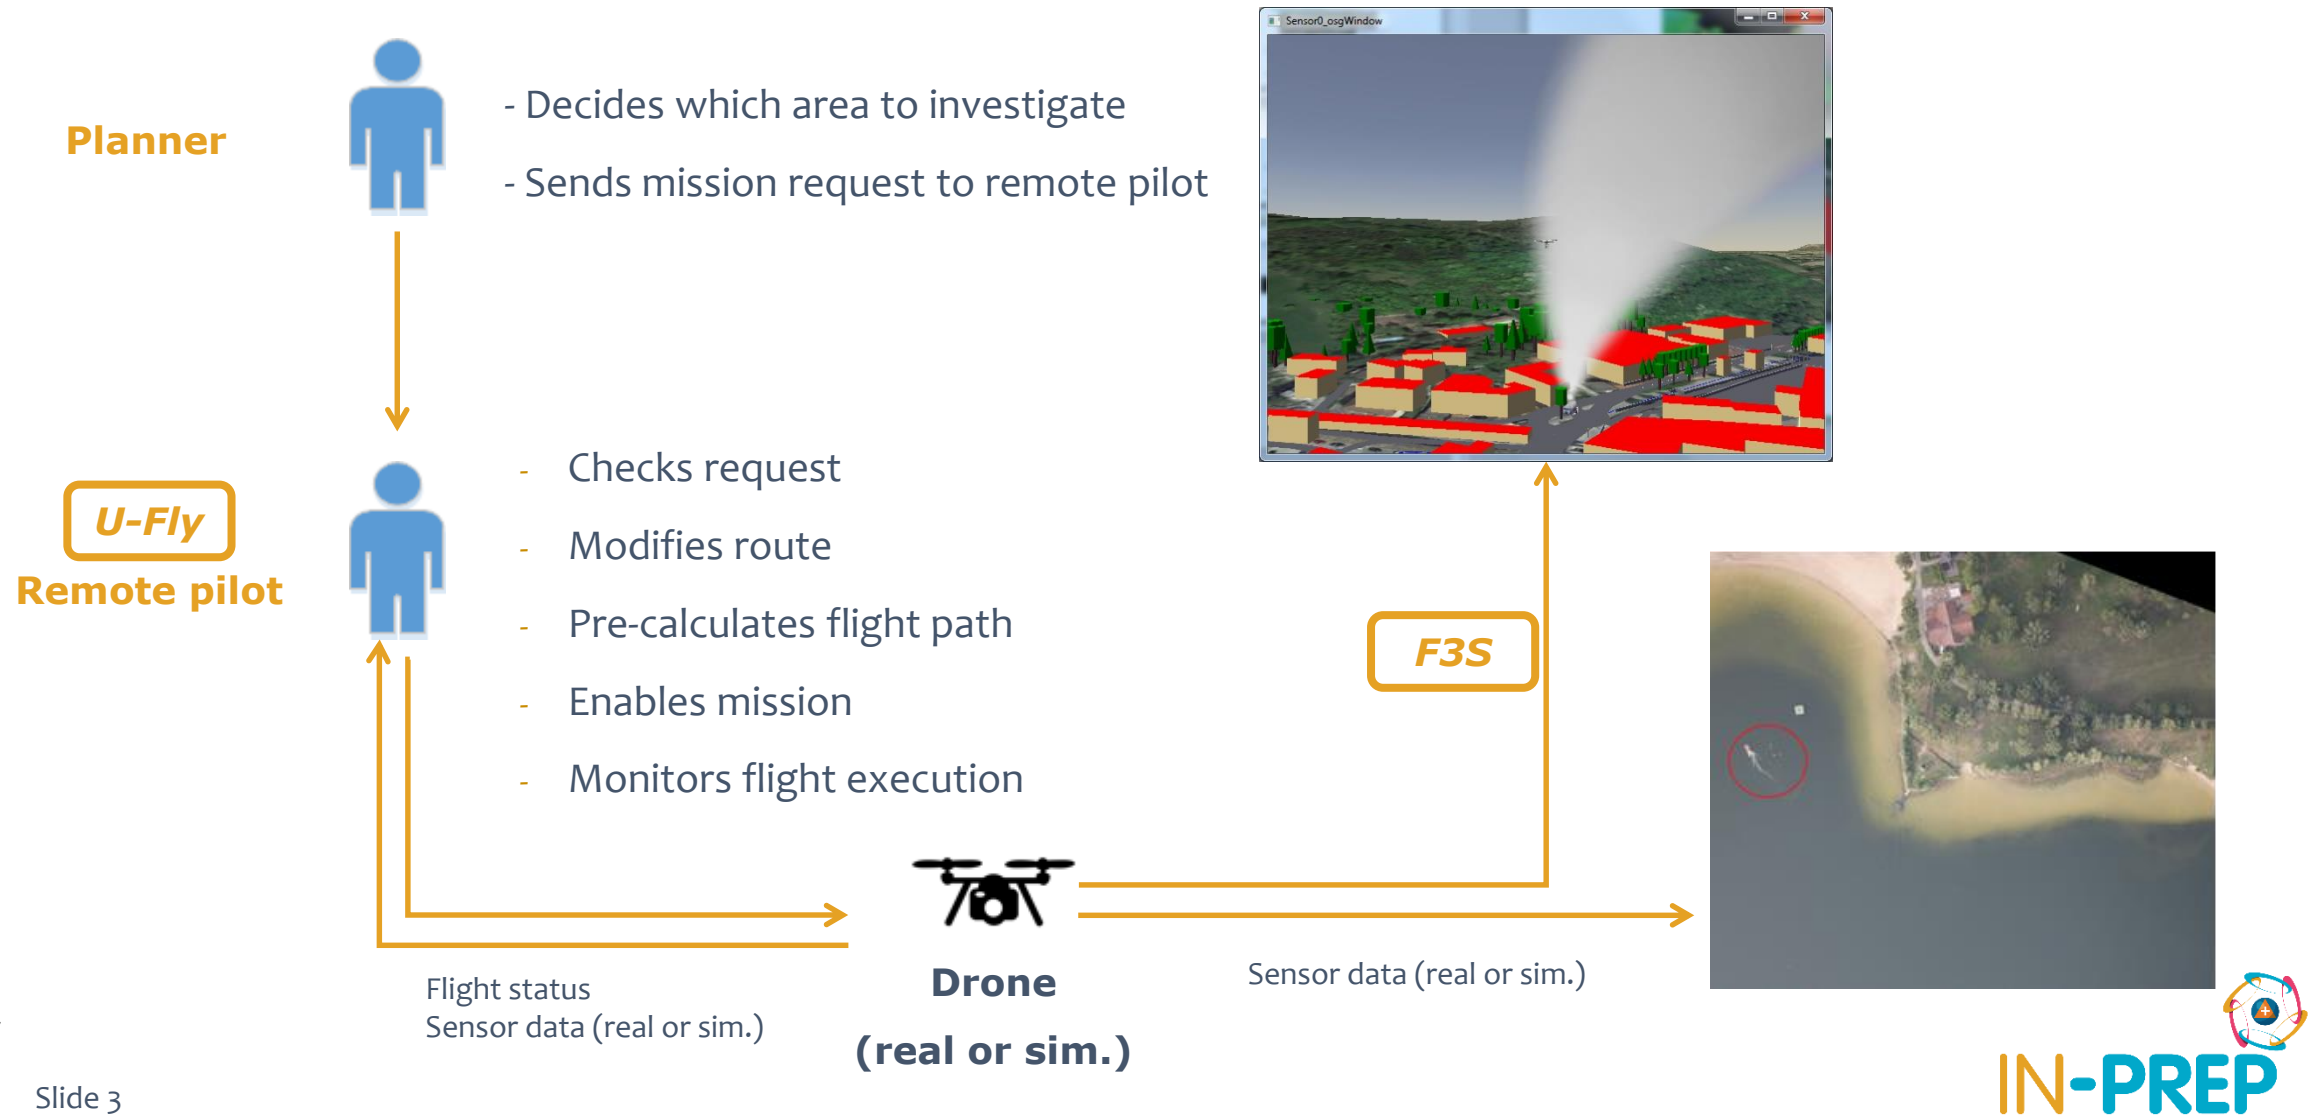 Sensor0_osgWindow
Planner
- Decides which area to investigate
- Sends mission request to remote pilot
U-Fly
Remote pilot
- Checks request
- Modifies route
- Pre-calculates flight path
- Enables mission
- Monitors flight execution
F3S
Flight status
Sensor data (real or sim.)
Drone
(real or sim.)
Sensor data (real or sim.)
Slide 3
IN-PREP